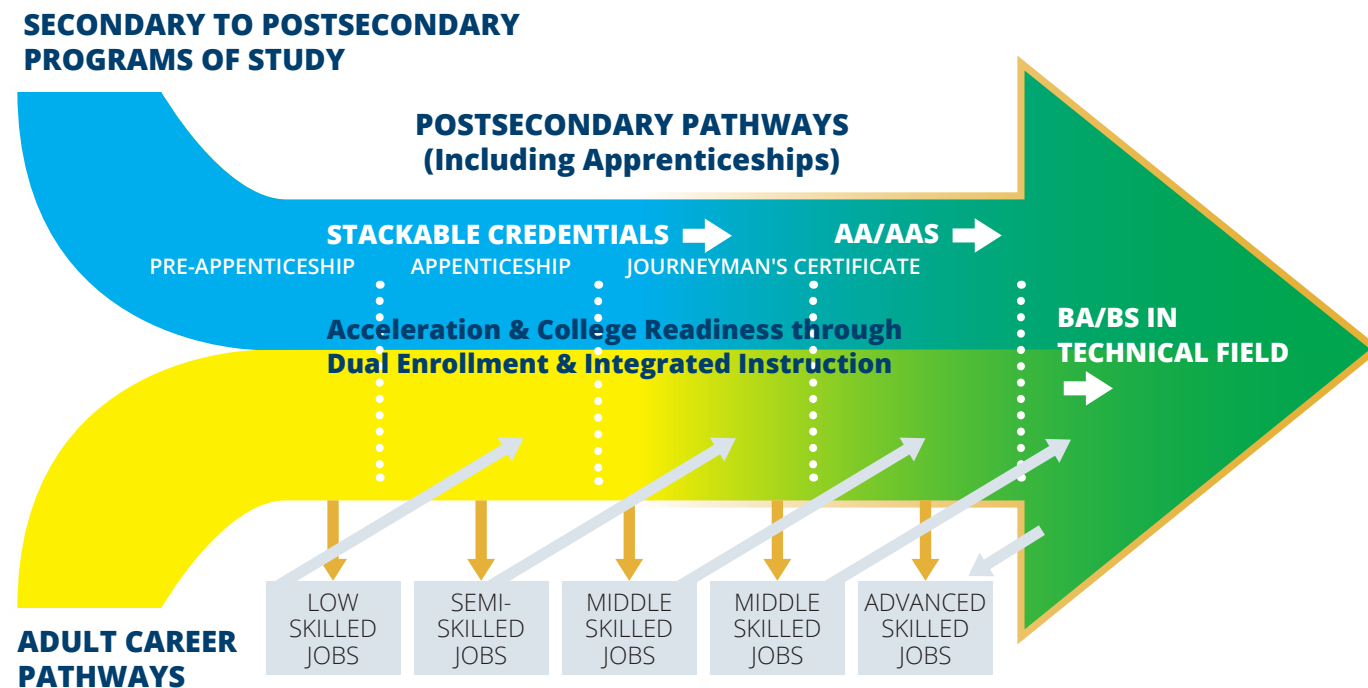 SECONDARY TO POSTSECONDARY
PROGRAMS OF STUDY
POSTSECONDARY PATHWAYS
(Including Apprenticeships)
STACKABLE CREDENTIALS
AA/AAS
PRE-APPENTICESHIP
APPENTICESHIP
JOURNEYMAN'S CERTIFICATE
Acceleration & College Readiness through
Dual Enrollment & Integrated Instruction
BA/BS IN
TECHNICAL FIELD
LOW
SKILLED
JOBS
SEMI-
SKILLED
JOBS
MIDDLE
SKILLED
JOBS
MIDDLE
SKILLED
JOBS
ADVANCED
SKILLED
JOBS
ADULT CAREER
PATHWAYS